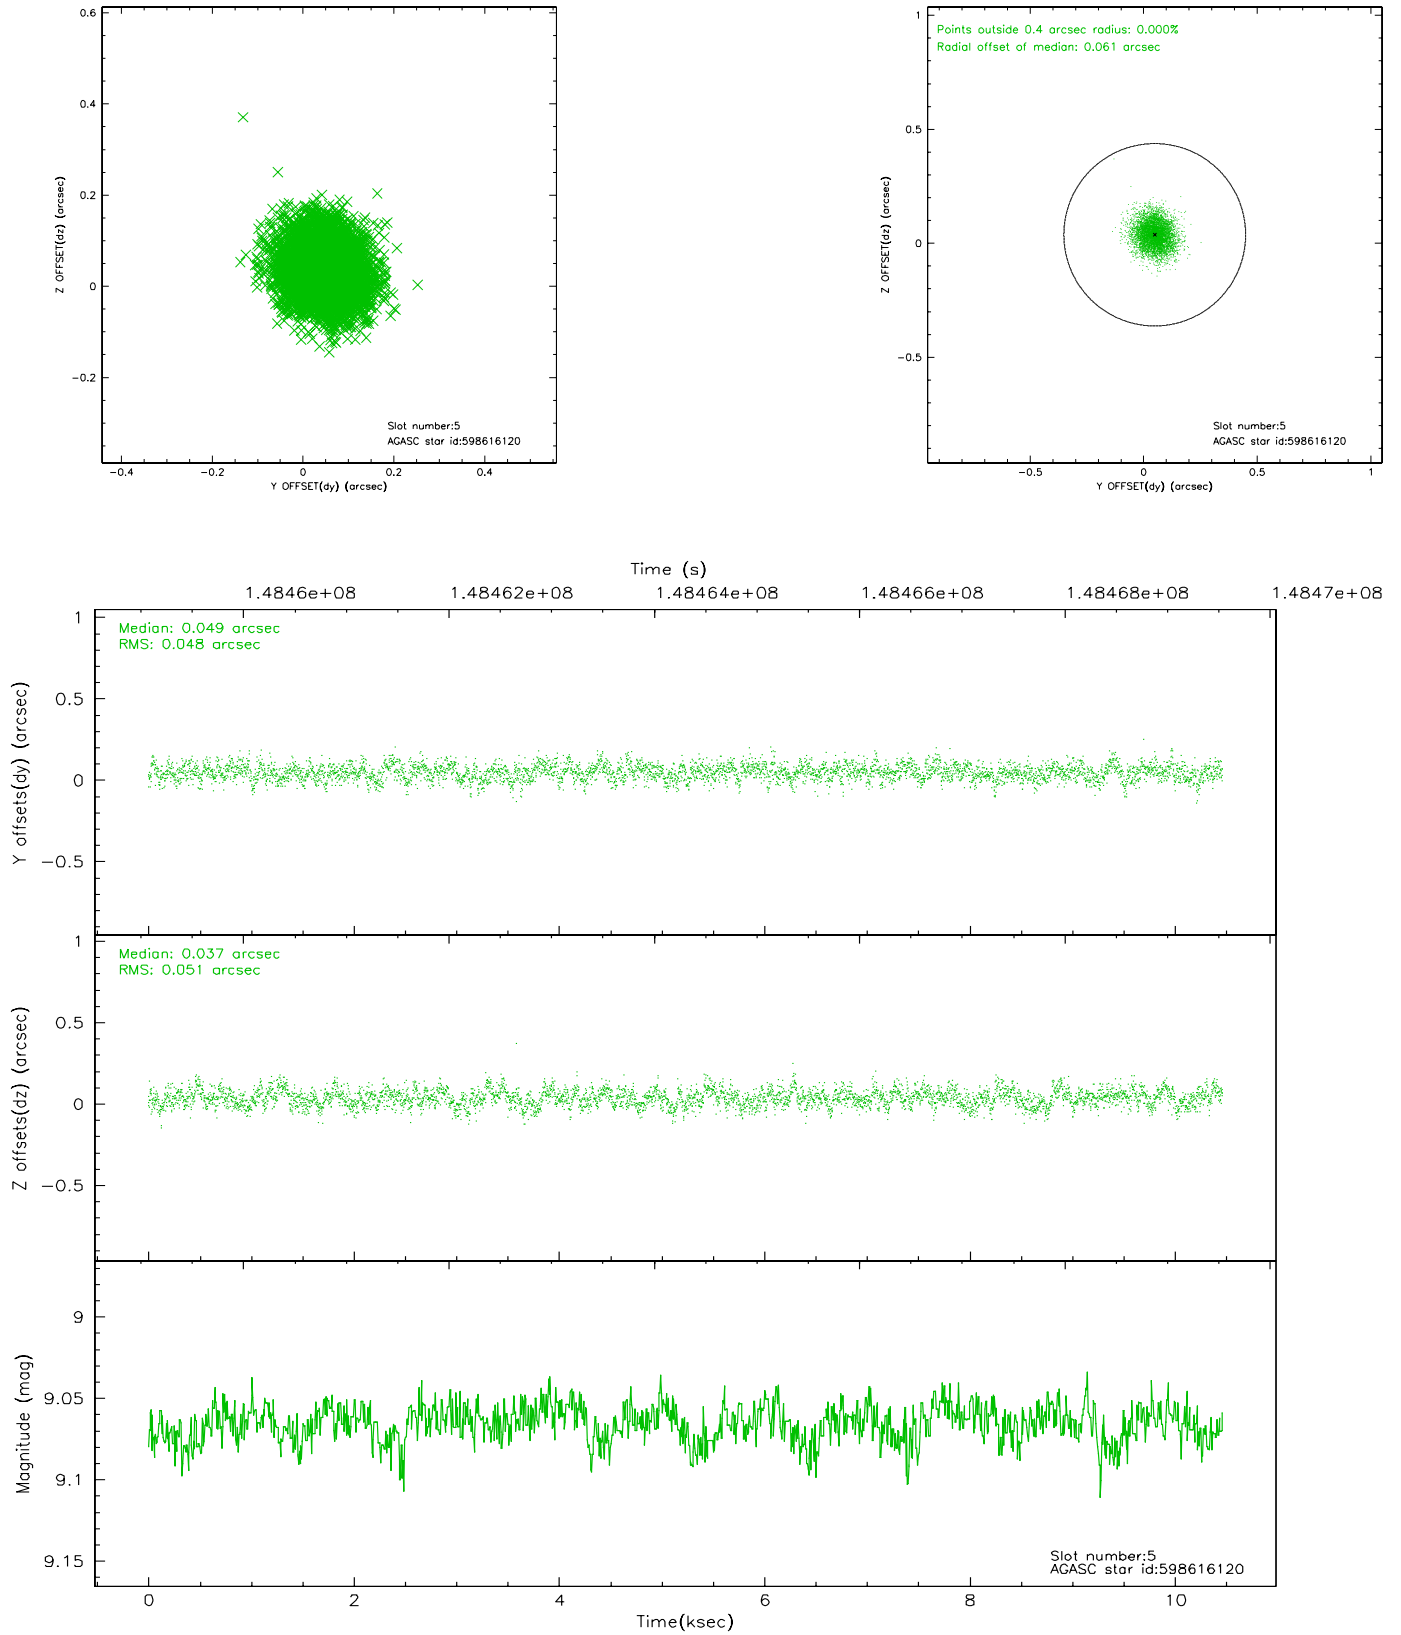 0.6
0.4
0.2
0
−0.2
Z OFFSET(dz) (arcsec)
Slot number:5
AGASC star id:598616120
−0.4 −0.2 0 0.2 0.4
Y OFFSET(dy) (arcsec)
Points outside 0.4 arcsec radius: 0.000%
Radial offset of median: 0.061 arcsec
1
0.5
0
−0.5
Z OFFSET(dz) (arcsec)
Slot number:5
AGASC star id:598616120
−0.5 0 0.5 1
Y OFFSET(dy) (arcsec)
Time (s)
1.4846e+08 1.48462e+08 1.48464e+08 1.48466e+08 1.48468e+08 1.4847e+08
Median: 0.049 arcsec
RMS: 0.048 arcsec
1
0.5
0
−0.5
Y offsets(dy) (arcsec)
Median: 0.037 arcsec
RMS: 0.051 arcsec
1
0.5
0
−0.5
Z offsets(dz) (arcsec)
9
9.05
9.1
9.15
Magnitude (mag)
Slot number:5
AGASC star id:598616120
0 2 4 6 8 10
Time(ksec)